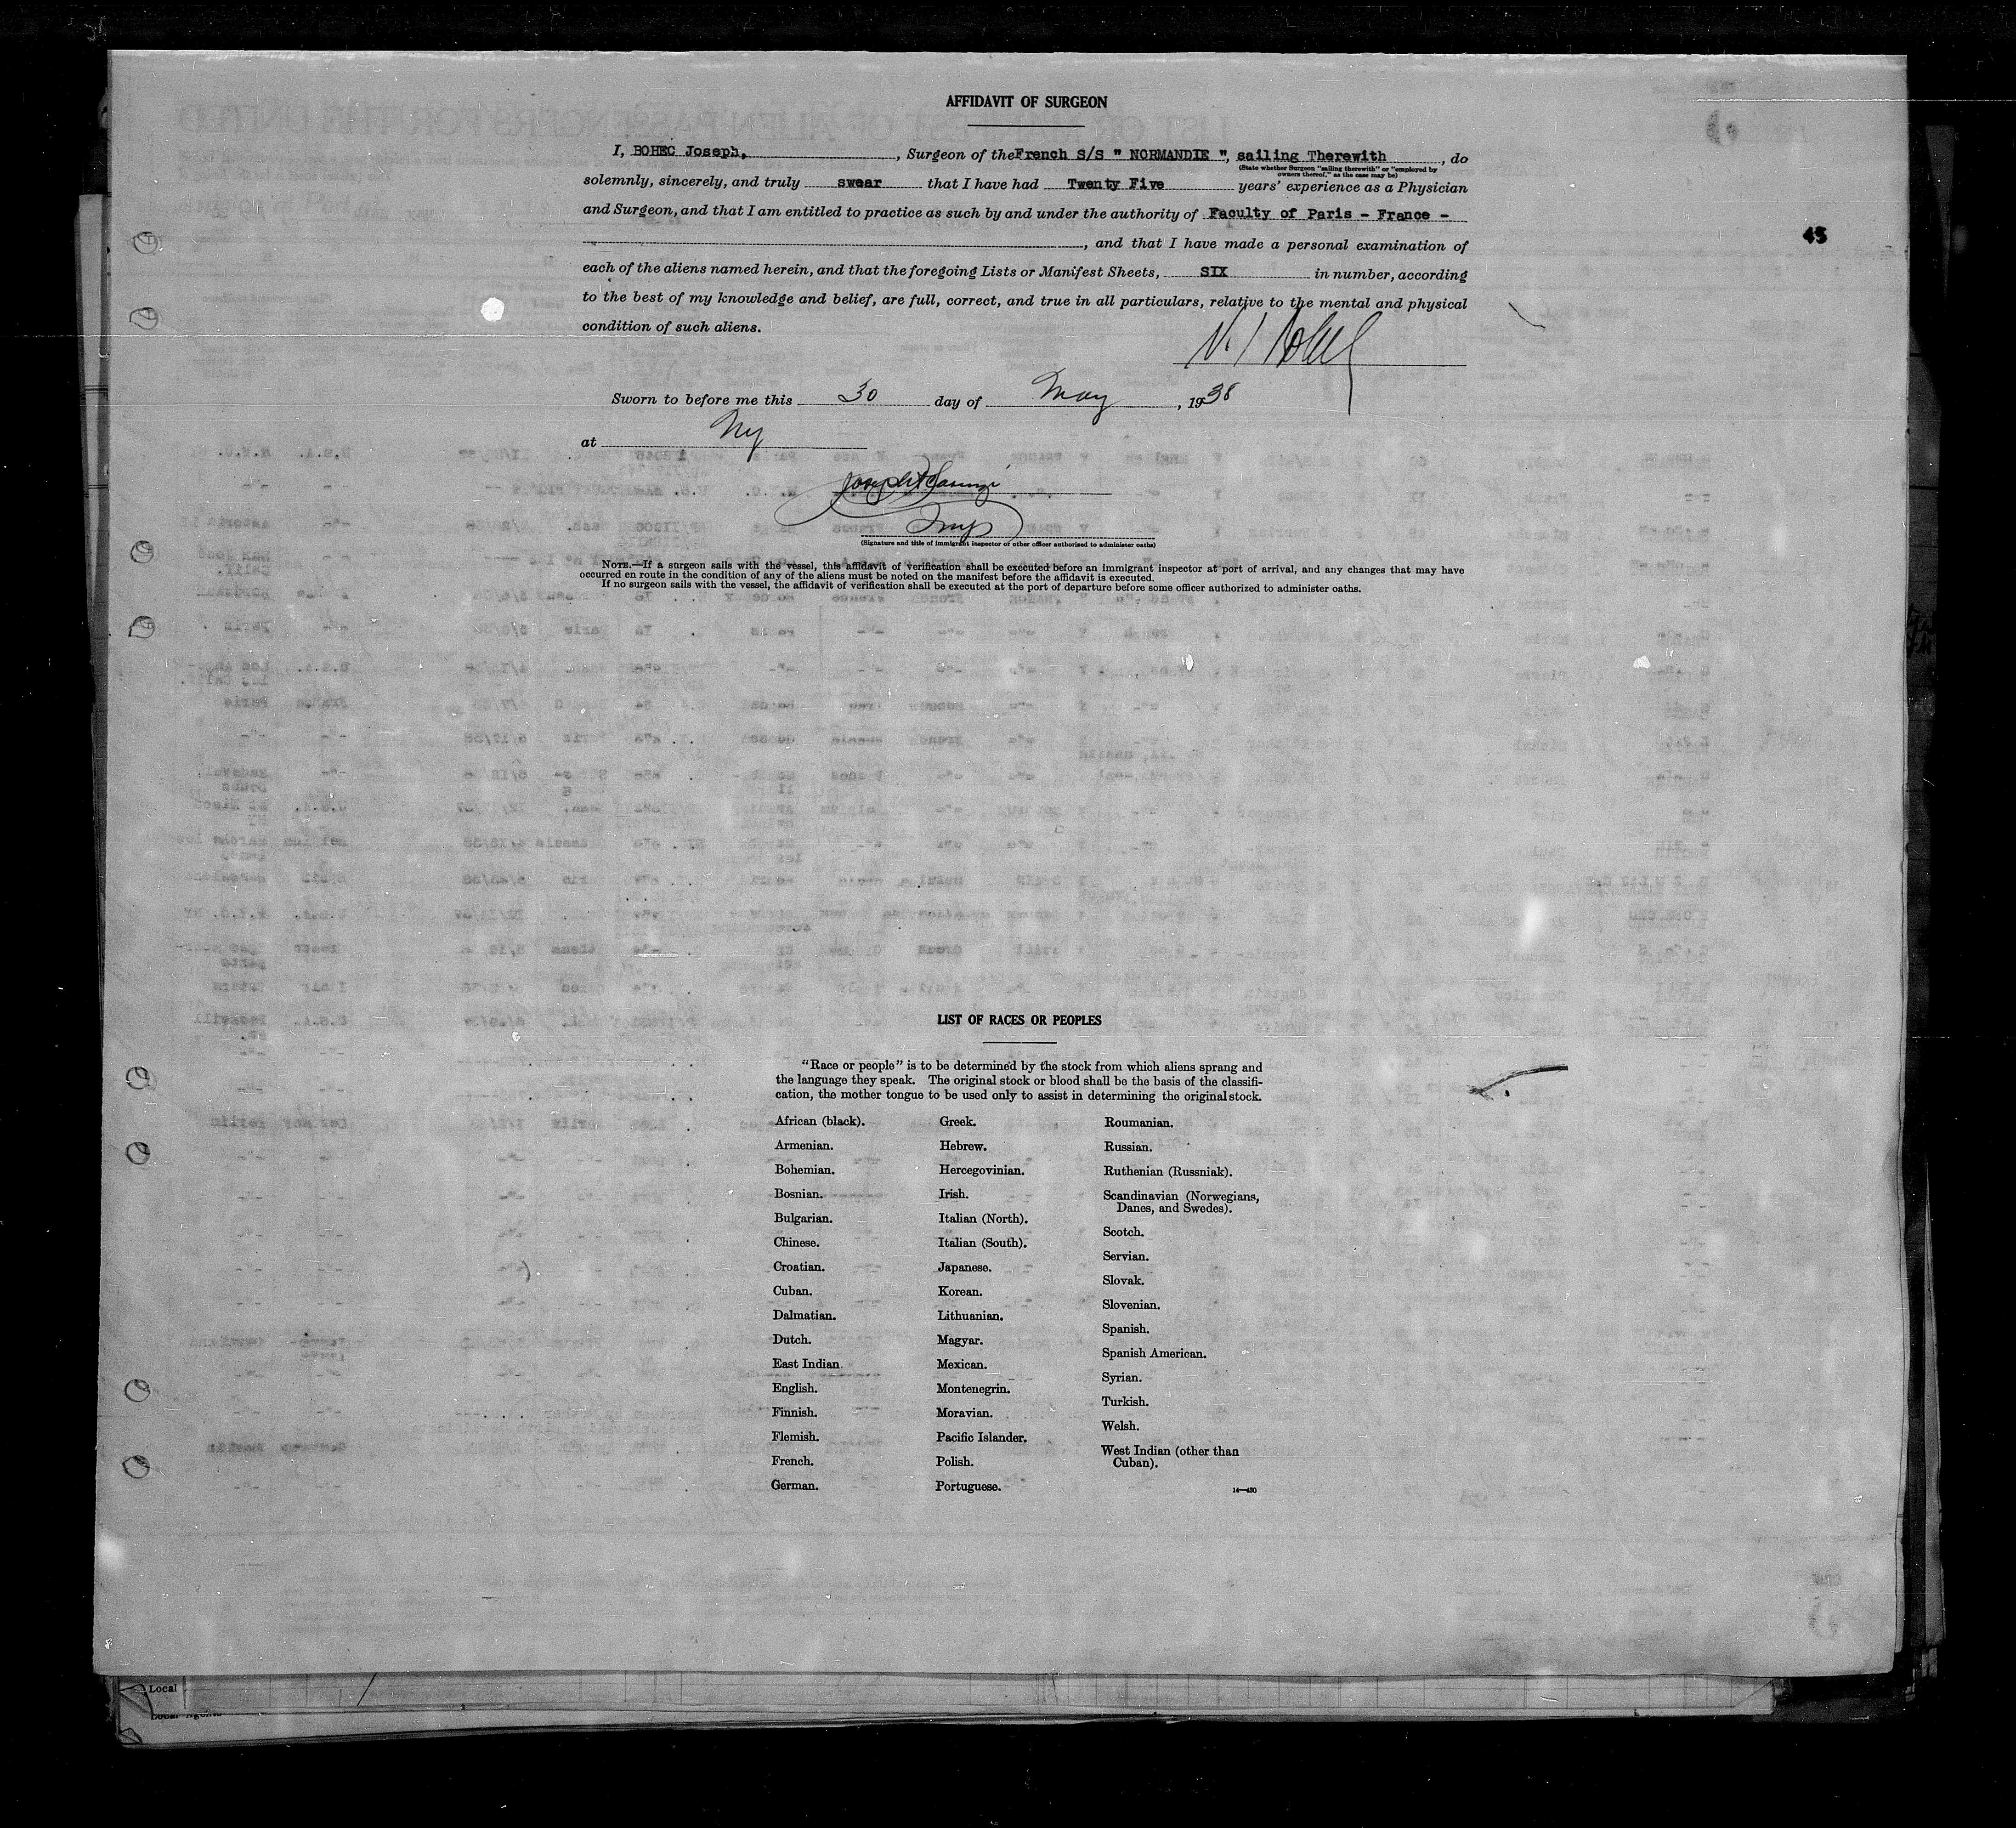 AFFIDAVIT OF SURGEON
I, BOHEC Joseph, , Surgeon of the French S/S " NORMANDIE ", sailing Therewith , do
(State whether Surgeon "sailing therewith" or "employed by
owners thereof," as the case may be)
solemnly, sincerely, and truly swear that I have had Twenty Five years' experience as a Physician
and Surgeon, and that I am entitled to practice as such by and under the authority of Faculty of Paris - France -
, and that I have made a personal examination of
45
each of the aliens named herein, and that the foregoing Lists or Manifest Sheets, SIX in number, according
to the best of my knowledge and belief, are full, correct, and true in all particulars, relative to the mental and physical
condition of such aliens.
Sworn to before me this 30 day of May , 1938
at NY
(Signature and title of immigrant inspector or other officer authorized to administer oaths)
NOTE.—If a surgeon sails with the vessel, this affidavit of verification shall be executed before an immigrant inspector at port of arrival, and any changes that may have
occurred en route in the condition of any of the aliens must be noted on the manifest before the affidavit is executed.
If no surgeon sails with the vessel, the affidavit of verification shall be executed at the port of departure before some officer authorized to administer oaths.
LIST OF RACES OR PEOPLES
"Race or people" is to be determined by the stock from which aliens sprang and
the language they speak. The original stock or blood shall be the basis of the classifi-
cation, the mother tongue to be used only to assist in determining the original stock.
African (black).
Armenian.
Bohemian.
Bosnian.
Bulgarian.
Chinese.
Croatian.
Cuban.
Dalmatian.
Dutch.
East Indian.
English.
Finnish.
Flemish.
French.
German.
Greek.
Hebrew.
Hercegovinian.
Irish.
Italian (North).
Italian (South).
Japanese.
Korean.
Lithuanian.
Magyar.
Mexican.
Montenegrin.
Moravian.
Pacific Islander.
Polish.
Portuguese.
Roumanian.
Russian.
Ruthenian (Russniak).
Scandinavian (Norwegians,
Danes, and Swedes).
Scotch.
Servian.
Slovak.
Slovenian.
Spanish.
Spanish American.
Syrian.
Turkish.
Welsh.
West Indian (other than
Cuban).
14—430
Local
Local Agents